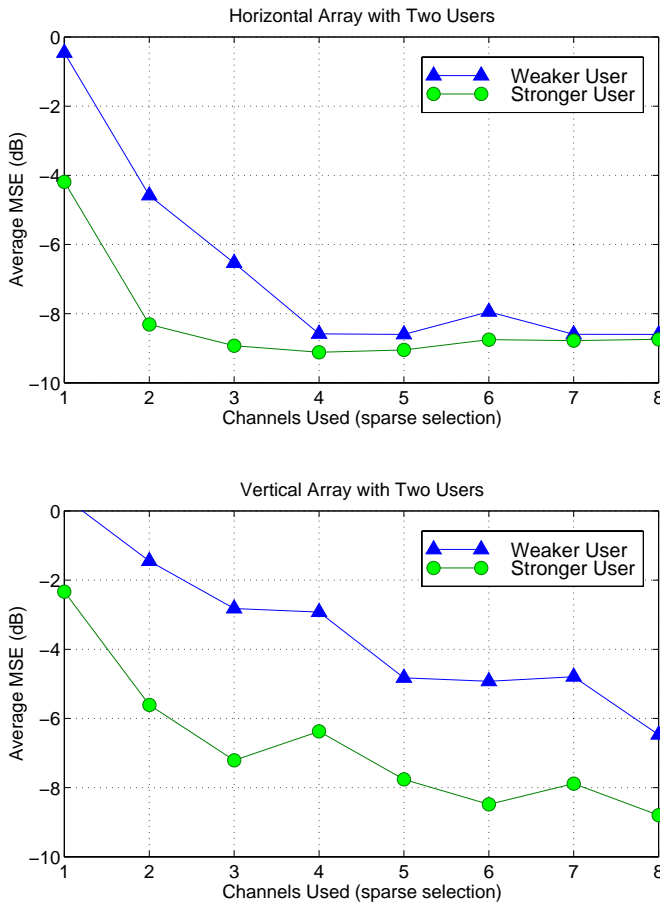 Horizontal Array with Two Users
0
−2
−4
−6
−8
−10
Average MSE (dB)
Weaker User
Stronger User
1 2 3 4 5 6 7 8
Channels Used (sparse selection)
Vertical Array with Two Users
0
−2
−4
−6
−8
−10
Average MSE (dB)
Weaker User
Stronger User
1 2 3 4 5 6 7 8
Channels Used (sparse selection)